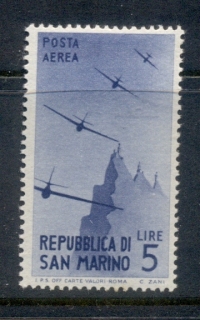 POSTA
AEREA
LIRE
REPUBBLICA DI
SAN MARINO 5
I.P.S. OFF. CARTE VALORI-ROMA C. ZANI